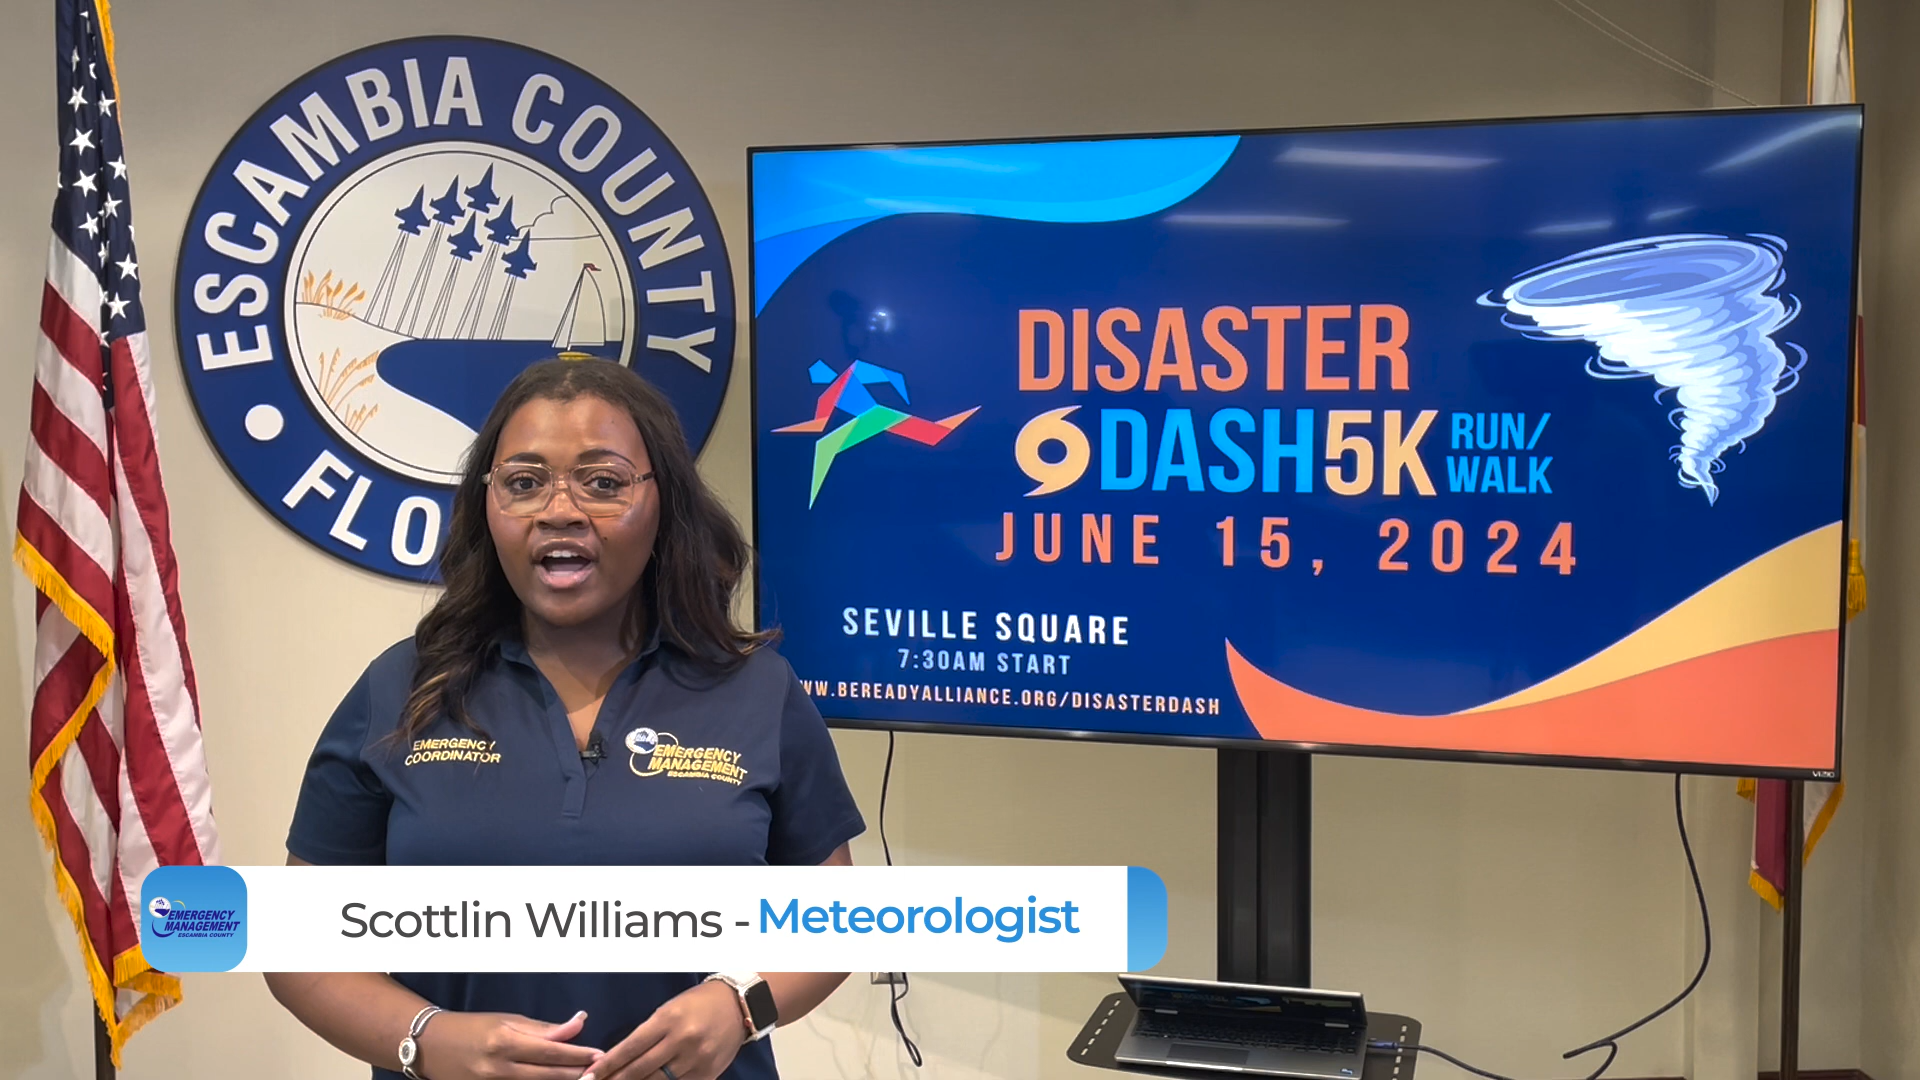 ESCAMBIA COUNTY
FLO
DISASTER
DASH 5K RUN/
WALK
JUNE 15, 2024
SEVILLE SQUARE
7:30AM START
WW.BEREADYALLIANCE.ORG/DISASTERDASH
VIZIO
EMERGENCY
COORDINATOR
EMERGENCY
MANAGEMENT
ESCAMBIA COUNTY
EMERGENCY
MANAGEMENT
ESCAMBIA COUNTY
Scottlin Williams - Meteorologist